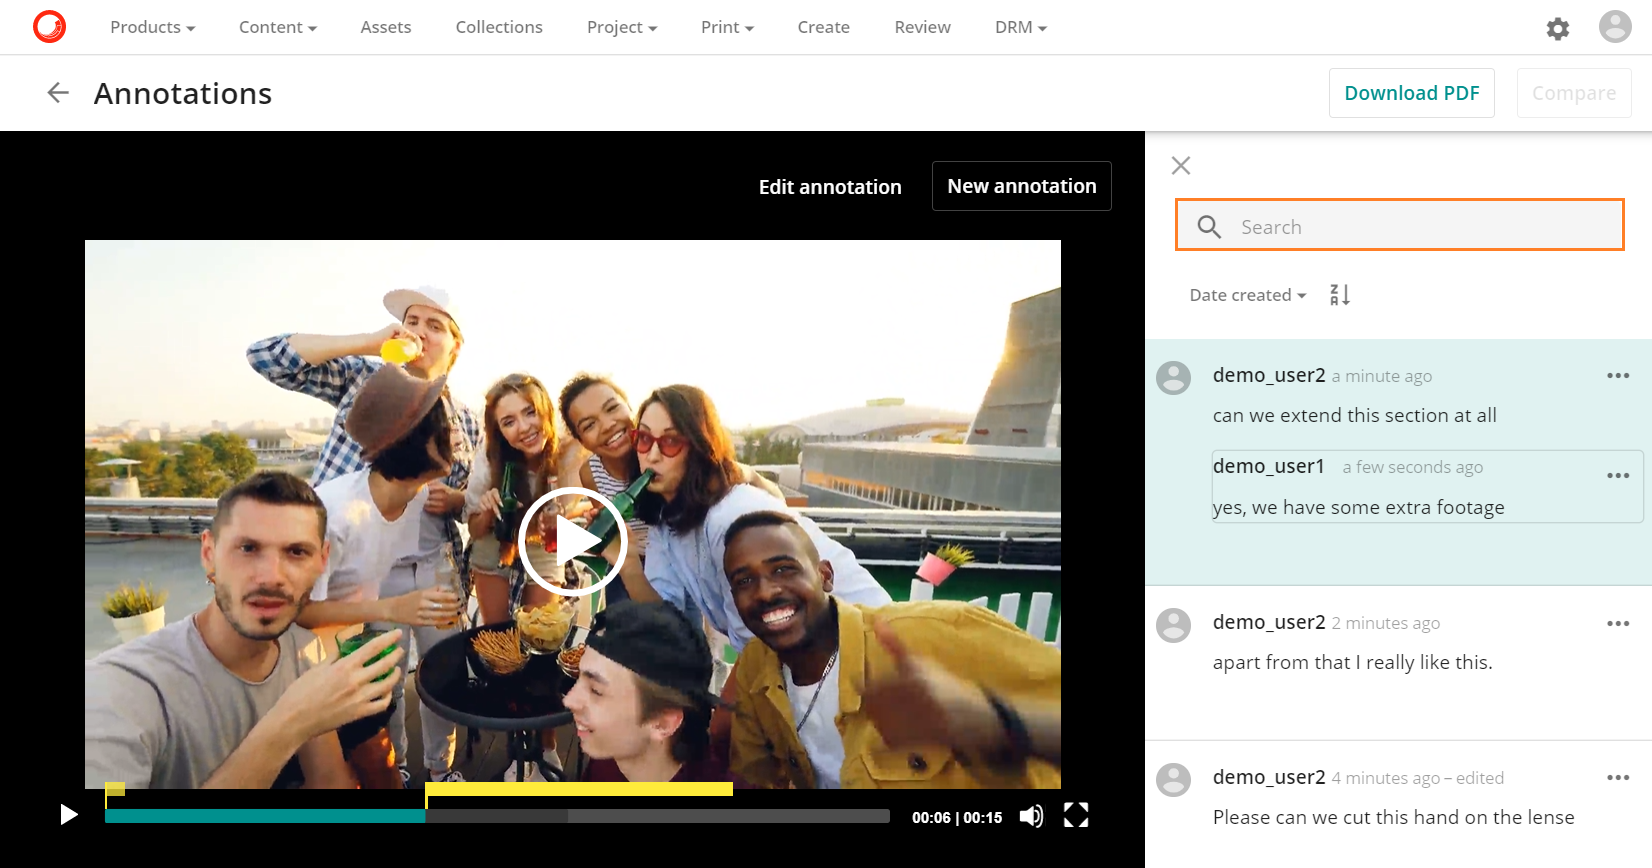 Products Content Assets Collections Project Print Create Review DRM
Annotations
Download PDF Compare
Edit annotation New annotation
00:06 | 00:15
Search
Date created
Z
A
demo_user2 a minute ago
can we extend this section at all
demo_user1 a few seconds ago
yes, we have some extra footage
demo_user2 2 minutes ago
apart from that I really like this.
demo_user2 4 minutes ago – edited
Please can we cut this hand on the lense